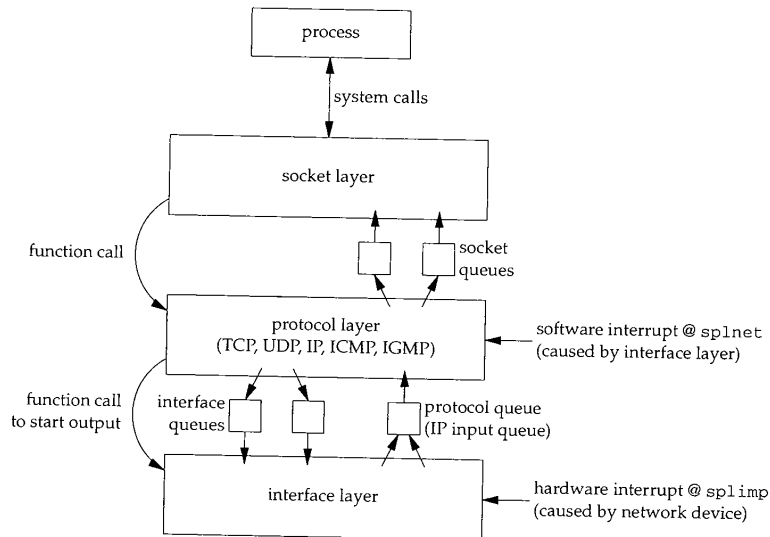 process
system calls
socket layer
function call
socket
queues
protocol layer
(TCP, UDP, IP, ICMP, IGMP)
software interrupt @ splnet
(caused by interface layer)
function call
to start output
interface
queues
protocol queue
(IP input queue)
interface layer
hardware interrupt @ splimp
(caused by network device)